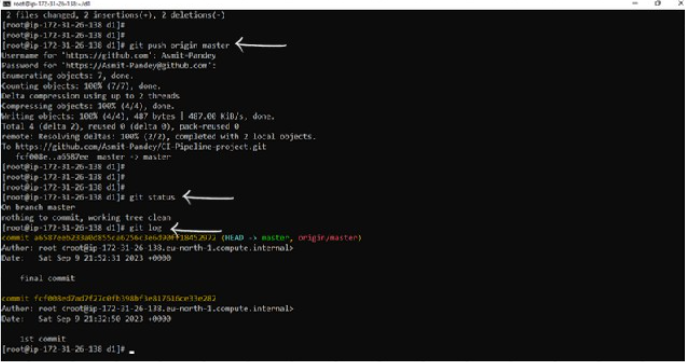 root@ip-172-31-26-138:~/d1
2 files changed, 2 insertions(+), 2 deletions(-)
[root@ip-172-31-26-138 d1]#
[root@ip-172-31-26-138 d1]#
[root@ip-172-31-26-138 d1]# git push origin master
Username for 'https://github.com': Asmit-Pandey
Password for 'https://Asmit-Pandey@github.com':
Enumerating objects: 7, done.
Counting objects: 100% (7/7), done.
Delta compression using up to 2 threads
Compressing objects: 100% (4/4), done.
Writing objects: 100% (4/4), 487 bytes | 487.00 KiB/s, done.
Total 4 (delta 2), reused 0 (delta 0), pack-reused 0
remote: Resolving deltas: 100% (2/2), completed with 2 local objects.
To https://github.com/Asmit-Pandey/CI-Pipeline-project.git
master -> master
[root@ip-172-31-26-138 d1]#
[root@ip-172-31-26-138 d1]#
[root@ip-172-31-26-138 d1]# git status
On branch master
nothing to commit, working tree clean
[root@ip-172-31-26-138 d1]# git log
commit (HEAD -> master, origin/master)
Author: root <root@ip-172-31-26-138.eu-north-1.compute.internal>
Date: Sat Sep 9 21:52:31 2023 +0000
final commit
commit
Author: root <root@ip-172-31-26-138.eu-north-1.compute.internal>
Date: Sat Sep 9 21:32:50 2023 +0000
1st commit
[root@ip-172-31-26-138 d1]#